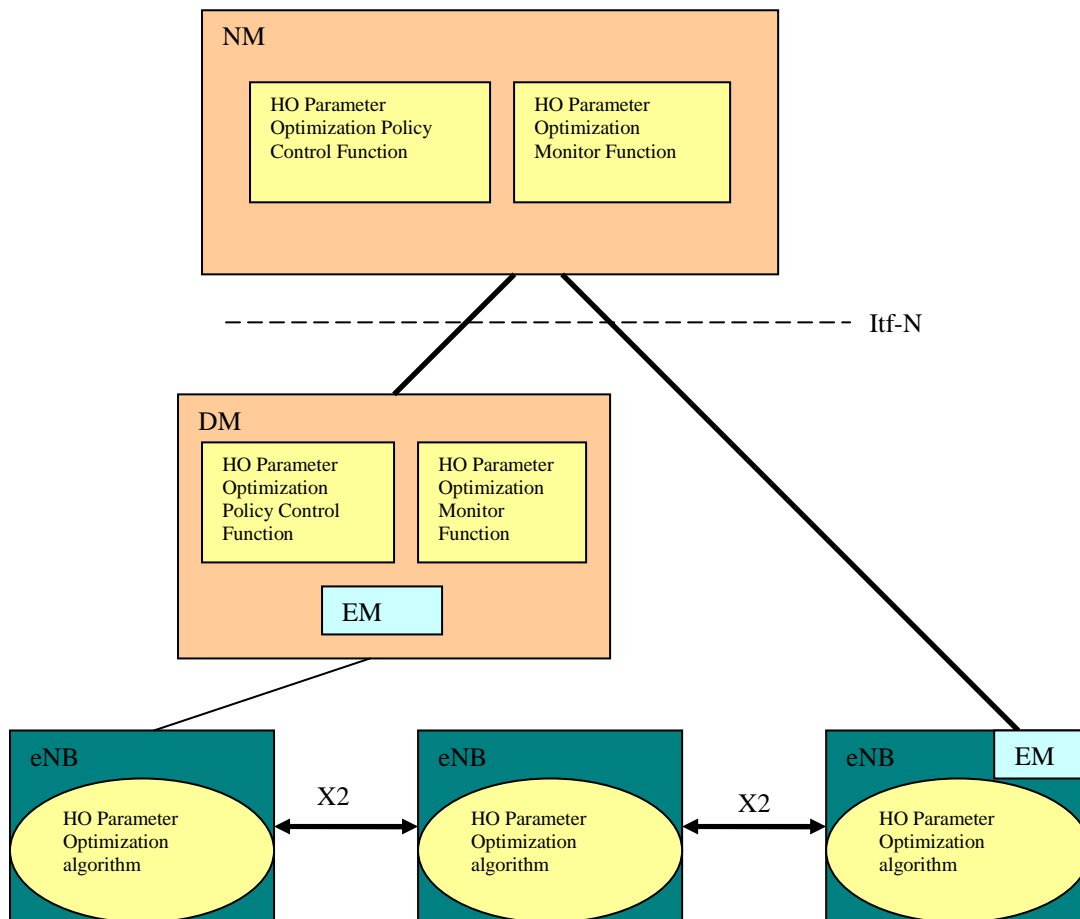 NM
HO Parameter
Optimization Policy
Control Function
HO Parameter
Optimization
Monitor Function
Itf-N
DM
HO Parameter
Optimization
Policy Control
Function
HO Parameter
Optimization
Monitor
Function
EM
eNB
HO Parameter
Optimization
algorithm
X2
eNB
HO Parameter
Optimization
algorithm
X2
eNB
EM
HO Parameter
Optimization
algorithm